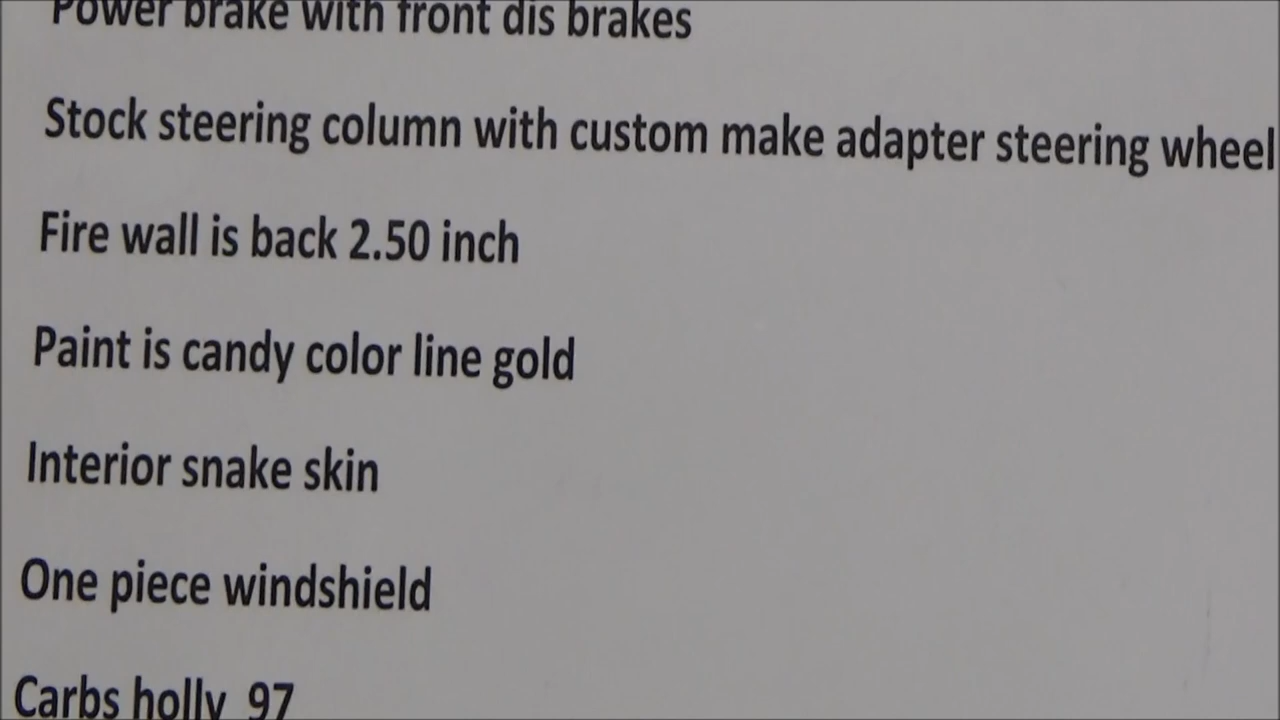 Power brake with front dis brakes
Stock steering column with custom make adapter steering wheel
Fire wall is back 2.50 inch
Paint is candy color line gold
Interior snake skin
One piece windshield
Carbs holly 97